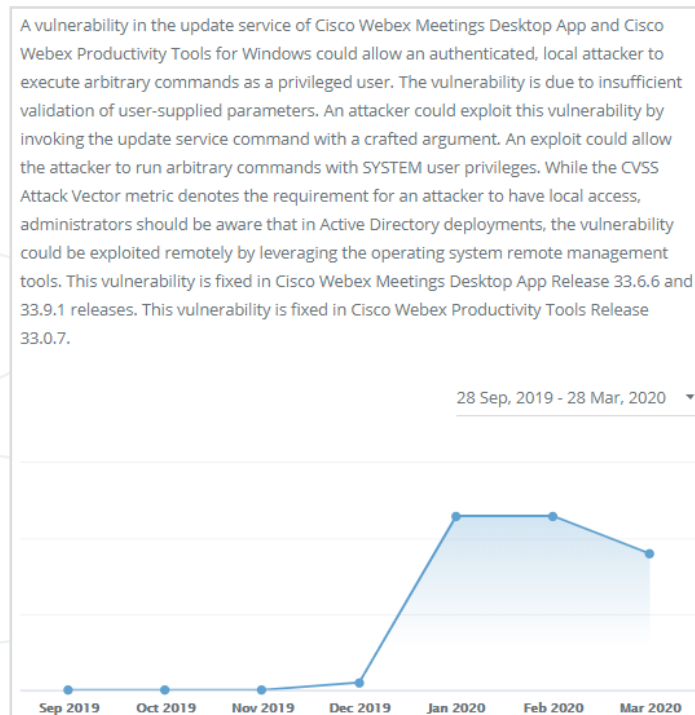 A vulnerability in the update service of Cisco Webex Meetings Desktop App and Cisco
Webex Productivity Tools for Windows could allow an authenticated, local attacker to
execute arbitrary commands as a privileged user. The vulnerability is due to insufficient
validation of user-supplied parameters. An attacker could exploit this vulnerability by
invoking the update service command with a crafted argument. An exploit could allow
the attacker to run arbitrary commands with SYSTEM user privileges. While the CVSS
Attack Vector metric denotes the requirement for an attacker to have local access,
administrators should be aware that in Active Directory deployments, the vulnerability
could be exploited remotely by leveraging the operating system remote management
tools. This vulnerability is fixed in Cisco Webex Meetings Desktop App Release 33.6.6 and
33.9.1 releases. This vulnerability is fixed in Cisco Webex Productivity Tools Release
33.0.7.
28 Sep, 2019 - 28 Mar, 2020
Sep 2019 Oct 2019 Nov 2019 Dec 2019 Jan 2020 Feb 2020 Mar 2020